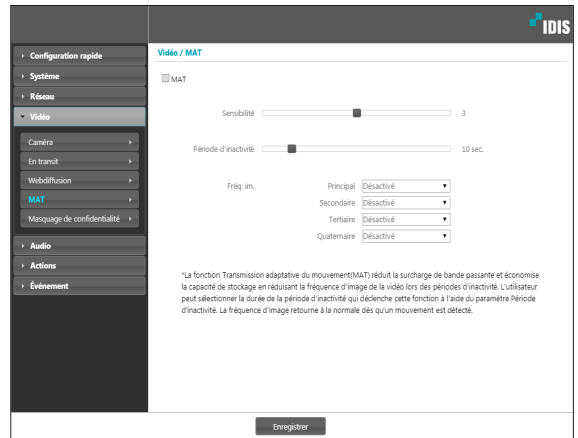 IDIS
Configuration rapide
Système
Réseau
Vidéo
Caméra
En transit
Webdiffusion
MAT
Masquage de confidentialité
Audio
Actions
Événement
Vidéo / MAT
MAT
Sensibilité 3
Période d'inactivité 10 sec.
Fréq. im. Principal Désactivé
Secondaire Désactivé
Tertiaire Désactivé
Quaternaire Désactivé
*La fonction Transmission adaptative du mouvement(MAT) réduit la surcharge de bande passante et économise
la capacité de stockage en réduisant la fréquence d'image de la vidéo lors des périodes d'inactivité. L'utilisateur
peut sélectionner la durée de la période d'inactivité qui déclenche cette fonction à l'aide du paramètre Période
d'inactivité. La fréquence d'image retourne à la normale dès qu'un mouvement est détecté.
Enregistrer